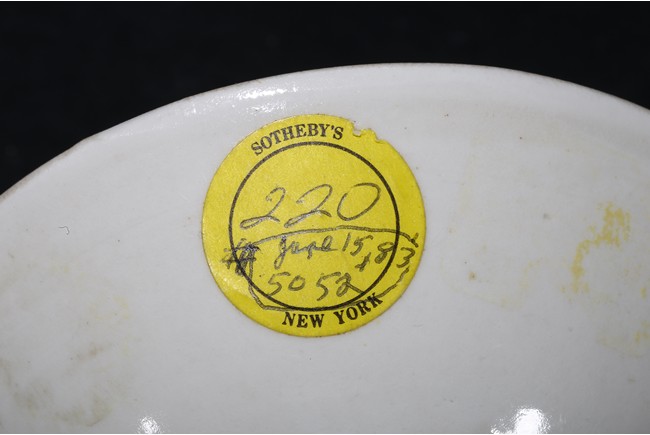 SOTHEBY'S
220
# June 15 + 83
5052
NEW YORK